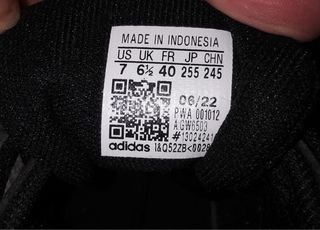 MADE IN INDONESIA
US UK FR JP CHN
7 6½ 40 255 245
06/22
PWA 001012
GW6503
adidas